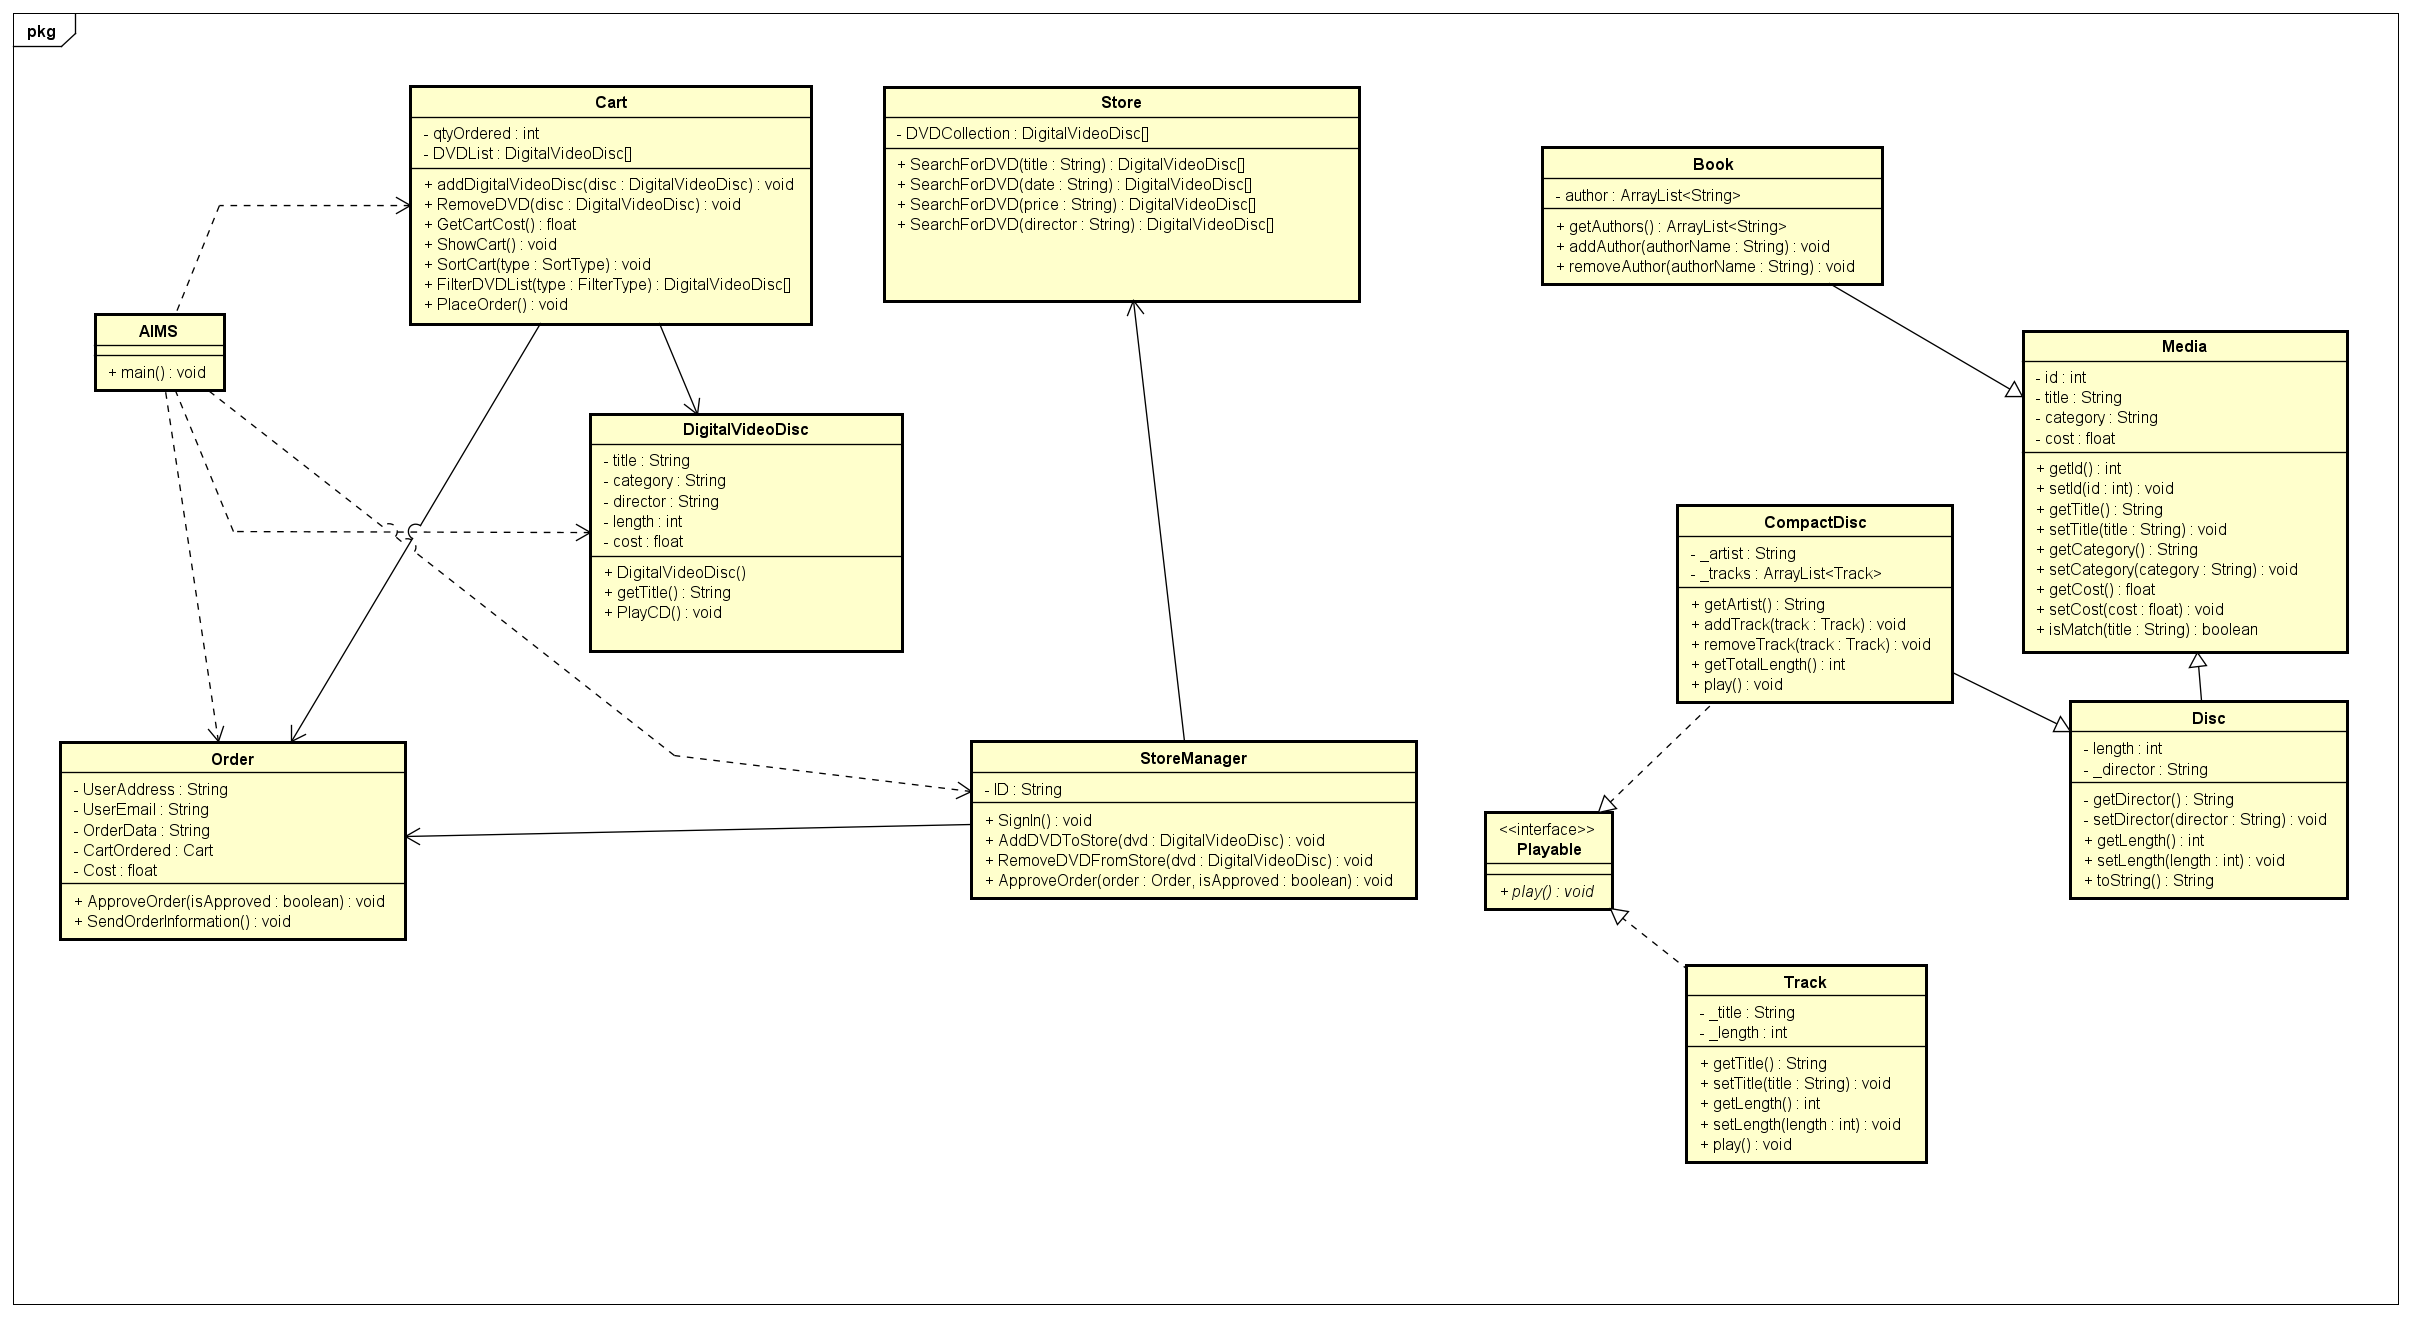 pkg
Cart
- qtyOrdered : int
- DVDList : DigitalVideoDisc[]
+ addDigitalVideoDisc(disc : DigitalVideoDisc) : void
+ RemoveDVD(disc : DigitalVideoDisc) : void
+ GetCartCost() : float
+ ShowCart() : void
+ SortCart(type : SortType) : void
+ FilterDVDList(type : FilterType) : DigitalVideoDisc[]
+ PlaceOrder() : void
Store
- DVDCollection : DigitalVideoDisc[]
+ SearchForDVD(title : String) : DigitalVideoDisc[]
+ SearchForDVD(date : String) : DigitalVideoDisc[]
+ SearchForDVD(price : String) : DigitalVideoDisc[]
+ SearchForDVD(director : String) : DigitalVideoDisc[]
Book
- author : ArrayList<String>
+ getAuthors() : ArrayList<String>
+ addAuthor(authorName : String) : void
+ removeAuthor(authorName : String) : void
AIMS
+ main() : void
Media
- id : int
- title : String
- category : String
- cost : float
+ getId() : int
+ setId(id : int) : void
+ getTitle() : String
+ setTitle(title : String) : void
+ getCategory() : String
+ setCategory(category : String) : void
+ getCost() : float
+ setCost(cost : float) : void
+ isMatch(title : String) : boolean
DigitalVideoDisc
- title : String
- category : String
- director : String
- length : int
- cost : float
+ DigitalVideoDisc()
+ getTitle() : String
+ PlayCD() : void
CompactDisc
- _artist : String
- _tracks : ArrayList<Track>
+ getArtist() : String
+ addTrack(track : Track) : void
+ removeTrack(track : Track) : void
+ getTotalLength() : int
+ play() : void
Disc
- length : int
- _director : String
- getDirector() : String
- setDirector(director : String) : void
+ getLength() : int
+ setLength(length : int) : void
+ toString() : String
Order
- UserAddress : String
- UserEmail : String
- OrderData : String
- CartOrdered : Cart
- Cost : float
+ ApproveOrder(isApproved : boolean) : void
+ SendOrderInformation() : void
StoreManager
- ID : String
+ SignIn() : void
+ AddDVDToStore(dvd : DigitalVideoDisc) : void
+ RemoveDVDFromStore(dvd : DigitalVideoDisc) : void
+ ApproveOrder(order : Order, isApproved : boolean) : void
<<interface>>
Playable
+ play() : void
Track
- _title : String
- _length : int
+ getTitle() : String
+ setTitle(title : String) : void
+ getLength() : int
+ setLength(length : int) : void
+ play() : void